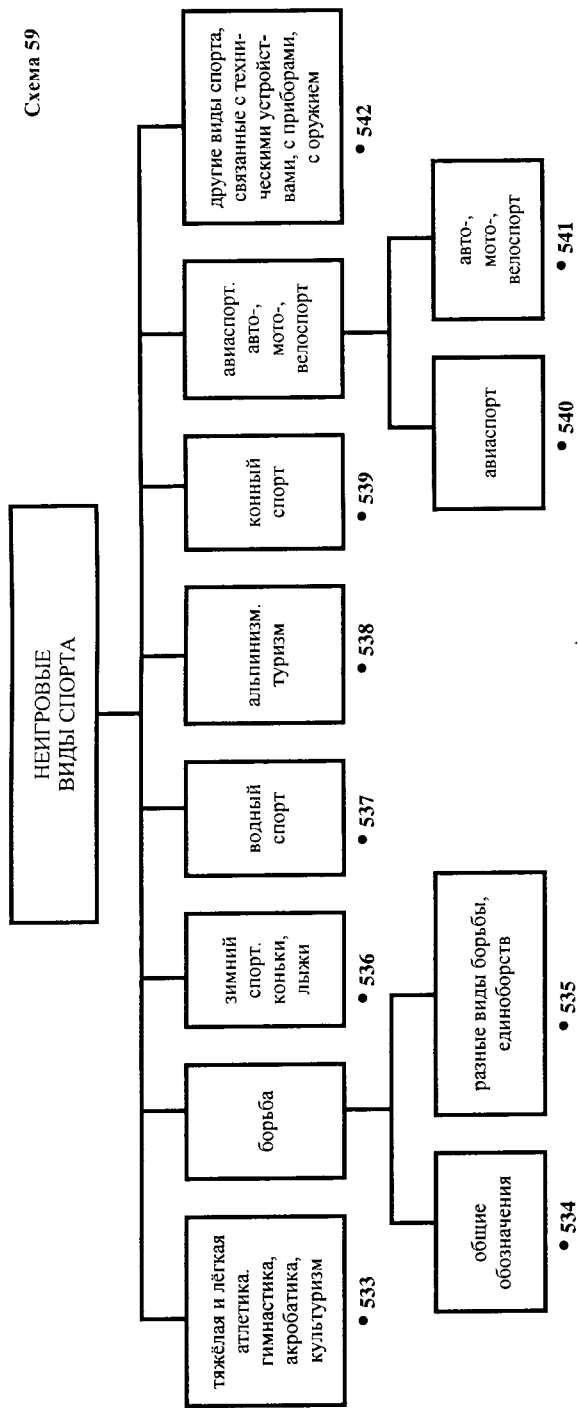 Схема 59
НЕИГРОВЫЕ
ВИДЫ СПОРТА
тяжёлая и лёгкая
атлетика.
гимнастика,
акробатика,
культуризм
• 533
борьба
зимний
спорт.
коньки,
лыжи
• 536
водный
спорт
• 537
альпинизм.
туризм
• 538
конный
спорт
• 539
авиаспорт.
авто-,
мото-,
велоспорт
другие виды спорта,
связанные с техни-
ческими устройст-
вами, с приборами,
с оружием
• 542
общие
обозначения
• 534
разные виды борьбы,
единоборств
• 535
авиаспорт
• 540
авто-,
мото-,
велоспорт
• 541